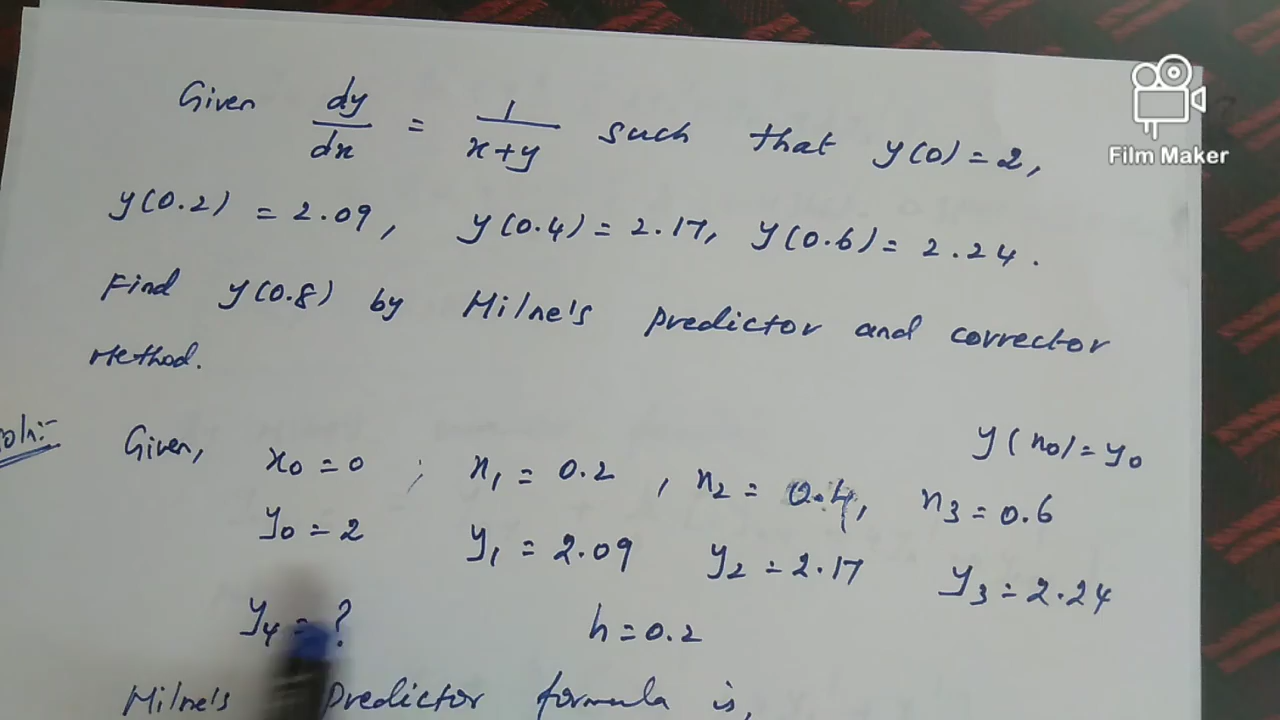 Given dy/dx = 1/(x+y) such that y(0) = 2,
y(0.2) = 2.09, y(0.4) = 2.17, y(0.6) = 2.24.
Find y(0.8) by Milne's predictor and corrector
Method.
Soln:- Given, x0 = 0 ; x1 = 0.2 , x2 = 0.4, x3 = 0.6
y(x0) = y0
y0 = 2 y1 = 2.09 y2 = 2.17 y3 = 2.24
y4 = ? h = 0.2
Milne's predictor formula is,
Film Maker